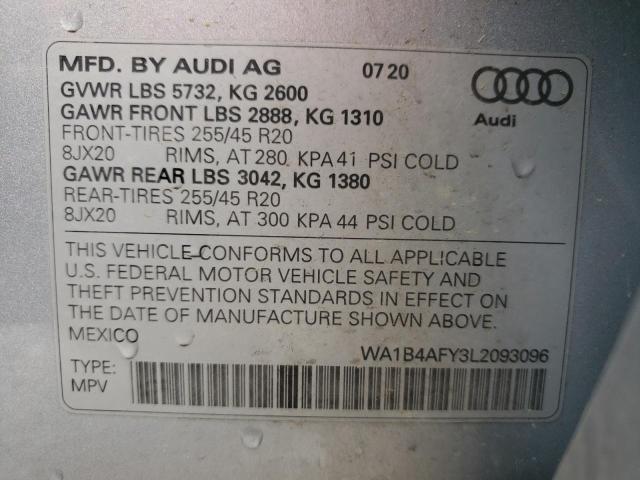 MFD. BY AUDI AG 07 20
GVWR LBS 5732, KG 2600
GAWR FRONT LBS 2888, KG 1310
FRONT-TIRES 255/45 R20
8JX20 RIMS, AT 280 KPA 41 PSI COLD
GAWR REAR LBS 3042, KG 1380
REAR-TIRES 255/45 R20
8JX20 RIMS, AT 300 KPA 44 PSI COLD
Audi
THIS VEHICLE CONFORMS TO ALL APPLICABLE
U.S. FEDERAL MOTOR VEHICLE SAFETY AND
THEFT PREVENTION STANDARDS IN EFFECT ON
THE DATE OF MANUFACTURE SHOWN ABOVE.
MEXICO
WA1B4AFY3L2093096
TYPE:
MPV